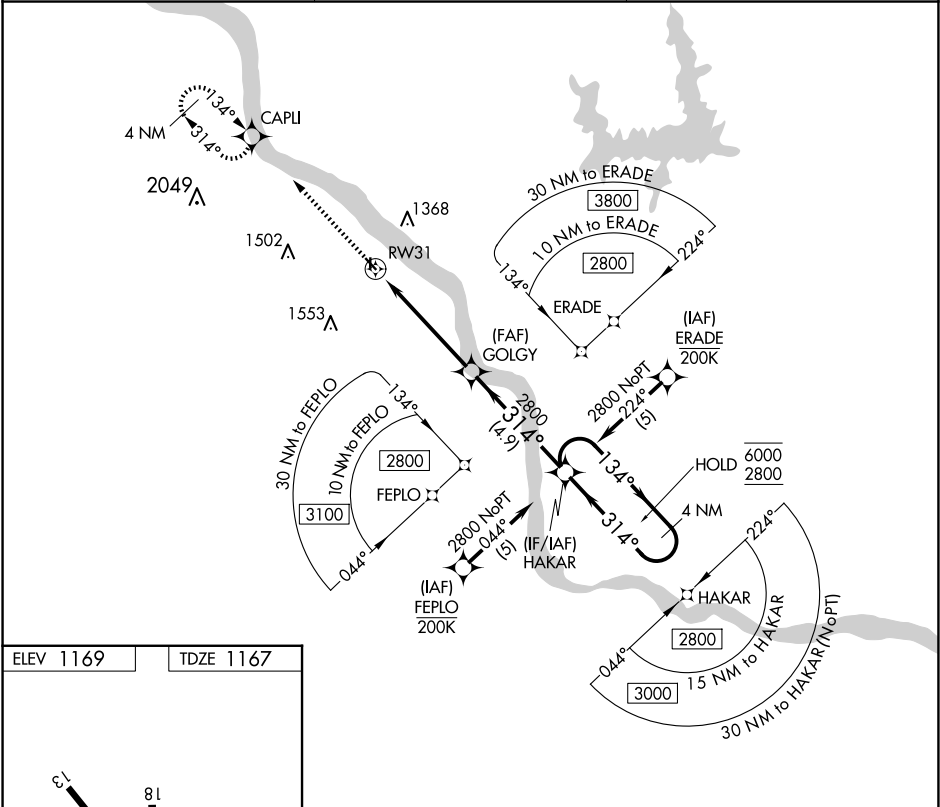 134°
CAPLI
4 NM
314°
2049
1368
1502
RW31
1553
30 NM to ERADE
3800
10 NM to ERADE
2800
134°
224°
ERADE
(FAF)
GOLGY
(IAF)
ERADE
200K
2800 NoPT
224°
(5)
30 NM to FEPLO
134°
10 NM to FEPLO
2800
FEPLO
3100
044°
2800
314°
(4.9)
134°
HOLD
6000
2800
4 NM
314°
2800 NoPT
044°
(5)
(IF/IAF)
HAKAR
(IAF)
FEPLO
200K
224°
HAKAR
044°
2800
15 NM to HAKAR
3000
30 NM to HAKAR (NoPT)
ELEV 1169
TDZE 1167
13
18